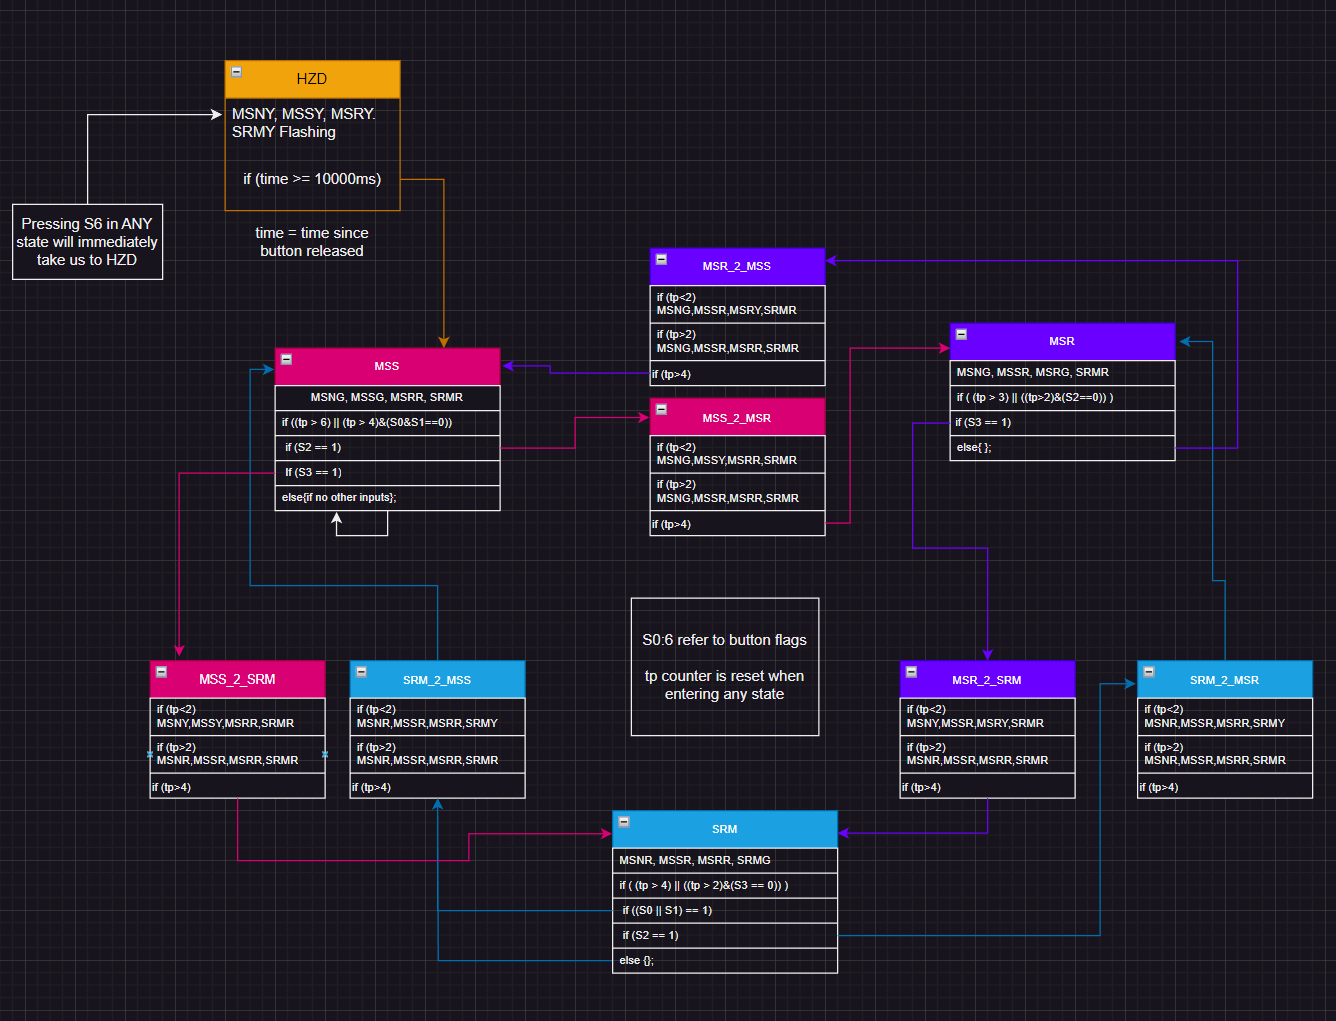 HZD
MSNY, MSSY, MSRY.
SRMY Flashing
if (time >= 10000ms)
Pressing S6 in ANY
state will immediately
take us to HZD
time = time since
button released
MSR_2_MSS
if (tp<2)
MSNG,MSSR,MSRY,SRMR
if (tp>2)
MSNG,MSSR,MSRR,SRMR
if (tp>4)
MSR
MSNG, MSSR, MSRG, SRMR
if ( (tp > 3) || ((tp>2)&(S2==0)) )
if (S3 == 1)
else{ };
MSS
MSNG, MSSG, MSRR, SRMR
if ((tp > 6) || (tp > 4)&(S0&S1==0))
if (S2 == 1)
If (S3 == 1)
else{if no other inputs};
MSS_2_MSR
if (tp<2)
MSNG,MSSY,MSRR,SRMR
if (tp>2)
MSNG,MSSR,MSRR,SRMR
if (tp>4)
S0:6 refer to button flags
tp counter is reset when
entering any state
MSS_2_SRM
if (tp<2)
MSNY,MSSY,MSRR,SRMR
if (tp>2)
MSNR,MSSR,MSRR,SRMR
if (tp>4)
SRM_2_MSS
if (tp<2)
MSNR,MSSR,MSRR,SRMY
if (tp>2)
MSNR,MSSR,MSRR,SRMR
if (tp>4)
MSR_2_SRM
if (tp<2)
MSNY,MSSR,MSRY,SRMR
if (tp>2)
MSNR,MSSR,MSRR,SRMR
if (tp>4)
SRM_2_MSR
if (tp<2)
MSNR,MSSR,MSRR,SRMY
if (tp>2)
MSNR,MSSR,MSRR,SRMR
if (tp>4)
SRM
MSNR, MSSR, MSRR, SRMG
if ( (tp > 4) || ((tp > 2)&(S3 == 0)) )
if ((S0 || S1) == 1)
if (S2 == 1)
else {};